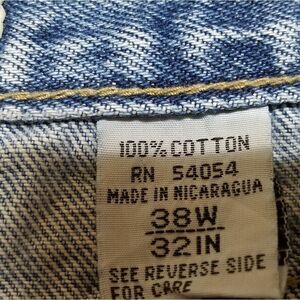 100% COTTON
RN 54054
MADE IN NICARAGUA
38W
32IN
SEE REVERSE SIDE
FOR CARE